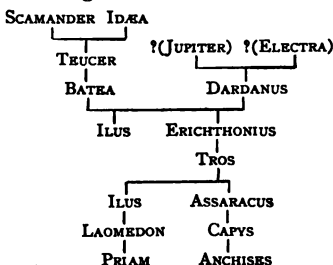 SCAMANDER IDÆA
?(JUPITER) ?(ELECTRA)
TEUCER
BATEA DARDANUS
ILUS ERICHTHONIUS
TROS
ILUS ASSARACUS
LAOMEDON CAPYS
PRIAM ANCHISES